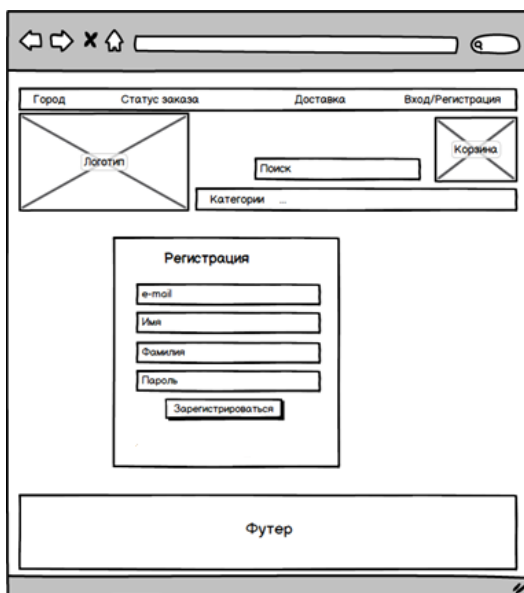 Город Статус заказа Доставка Вход/Регистрация
Логотип
Корзина
Поиск
Категории ...
Регистрация
e-mail
Имя
Фамилия
Пароль
Зарегистрироваться
Футер